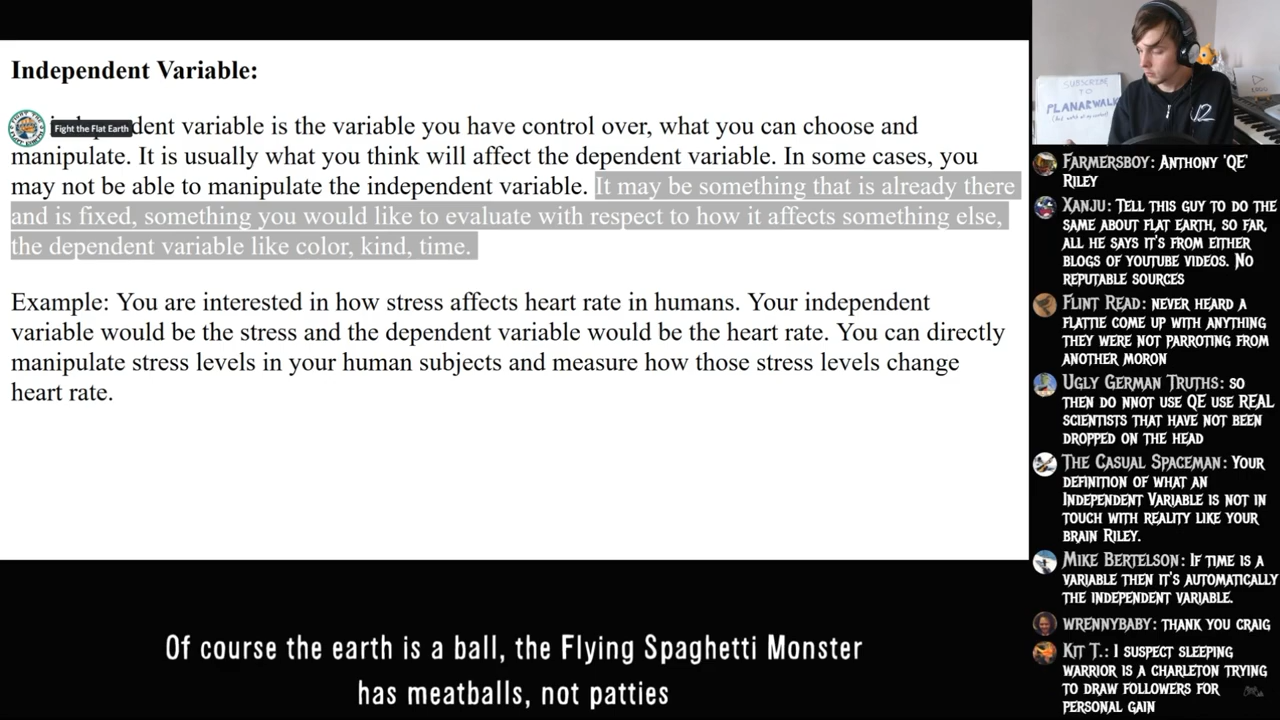 Independent Variable:
Fight the Flat Earth
dent variable is the variable you have control over, what you can choose and
manipulate. It is usually what you think will affect the dependent variable. In some cases, you
may not be able to manipulate the independent variable. It may be something that is already there
and is fixed, something you would like to evaluate with respect to how it affects something else,
the dependent variable like color, kind, time.
Example: You are interested in how stress affects heart rate in humans. Your independent
variable would be the stress and the dependent variable would be the heart rate. You can directly
manipulate stress levels in your human subjects and measure how those stress levels change
heart rate.
Of course the earth is a ball, the Flying Spaghetti Monster
has meatballs, not patties
SUBSCRIBE
TO
PLANARWALK
V2
FARMERSBOY: ANTHONY 'QE'
RILEY
XANJU: TELL THIS GUY TO DO THE
SAME ABOUT FLAT EARTH, SO FAR,
ALL HE SAYS IT'S FROM EITHER
BLOGS OF YOUTUBE VIDEOS. NO
REPUTABLE SOURCES
FLINT READ: NEVER HEARD A
FLATTIE COME UP WITH ANYTHING
THEY WERE NOT PARROTING FROM
ANOTHER MORON
UGLY GERMAN TRUTHS: SO
THEN DO NNOT USE QE USE REAL
SCIENTISTS THAT HAVE NOT BEEN
DROPPED ON THE HEAD
THE CASUAL SPACEMAN: YOUR
DEFINITION OF WHAT AN
INDEPENDENT VARIABLE IS NOT IN
TOUCH WITH REALITY LIKE YOUR
BRAIN RILEY.
MIKE BERTELSON: IF TIME IS A
VARIABLE THEN IT'S AUTOMATICALLY
THE INDEPENDENT VARIABLE.
WRENNYBABY: THANK YOU CRAIG
KIT T.: I SUSPECT SLEEPING
WARRIOR IS A CHARLETON TRYING
TO DRAW FOLLOWERS FOR
PERSONAL GAIN